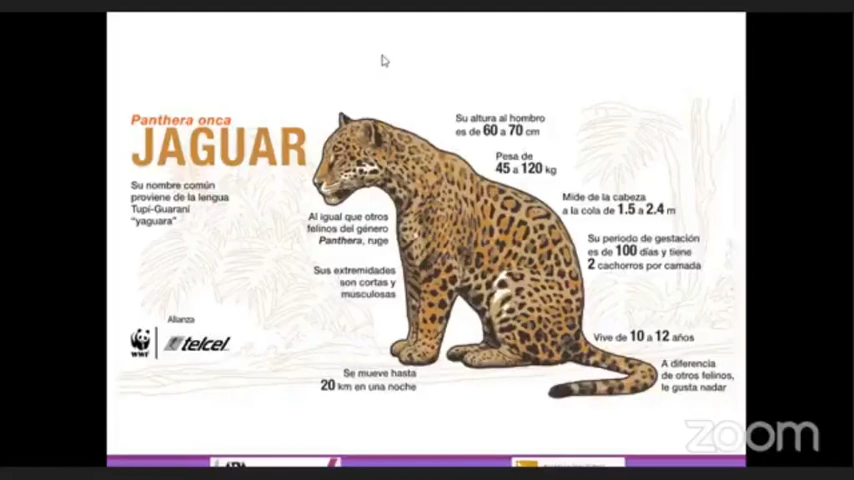 Panthera onca
JAGUAR
Su nombre común
proviene de la lengua
Tupí-Guaraní
"yaguara"
Su altura al hombro
es de 60 a 70 cm
Pesa de
45 a 120 kg
Mide de la cabeza
a la cola de 1.5 a 2.4 m
Al igual que otros
felinos del género
Panthera, ruge
Su periodo de gestación
es de 100 días y tiene
2 cachorros por camada
Sus extremidades
son cortas y
musculosas
Alianza
WWF
telcel
Vive de 10 a 12 años
Se mueve hasta
20 km en una noche
A diferencia
de otros felinos,
le gusta nadar
zoom